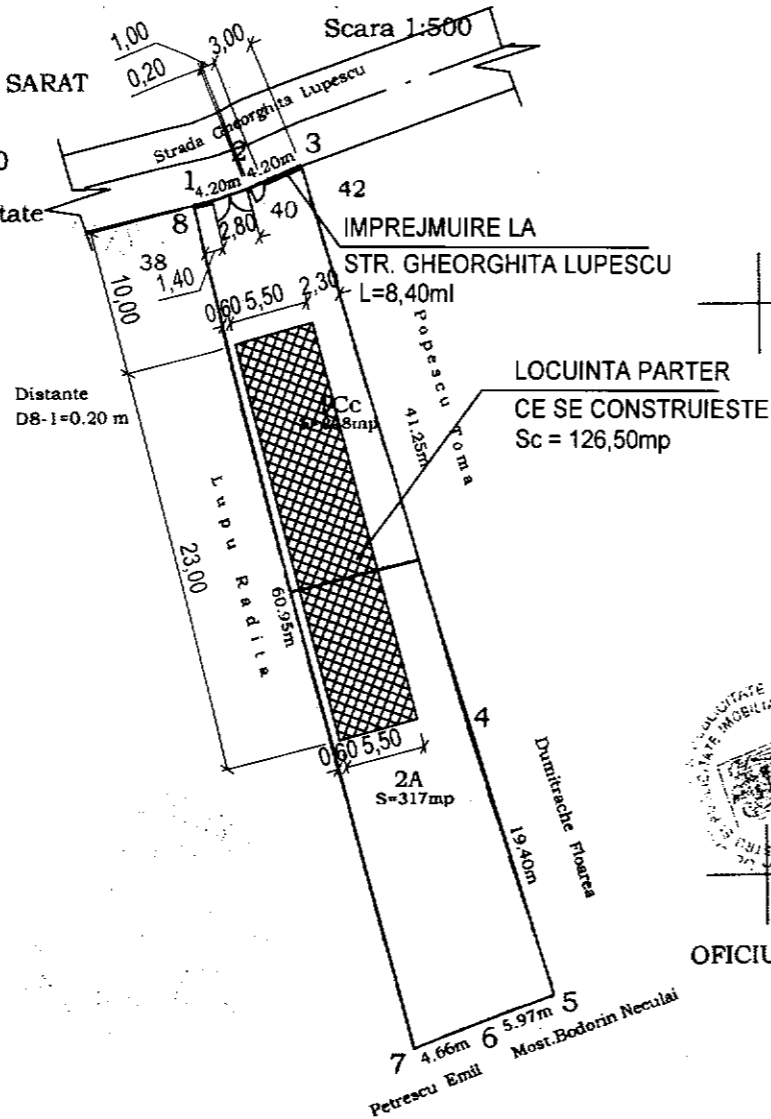 Scara 1:500
1,00
3,00
0,20
SARAT
Strada Gheorghita Lupescu
2
3
1
4.20m
4.20m
42
8
2,80
40
IMPREJMUIRE LA
STR. GHEORGHITA LUPESCU
L=8,40ml
38
1,40
10,00
0,60
5,50
2,30
Popescu Toma
41.25m
LOCUINTA PARTER
CE SE CONSTRUIESTE
Sc = 126,50mp
Distante
D8-1=0.20 m
Lupu Radita
23,00
60.95m
4
0,60
5,50
2A
S=317mp
Dumitrache Floarea
19.40m
OFICIU
5
5.97m
6
4.66m
7
Most.Bodorin Neculai
Petrescu Emil